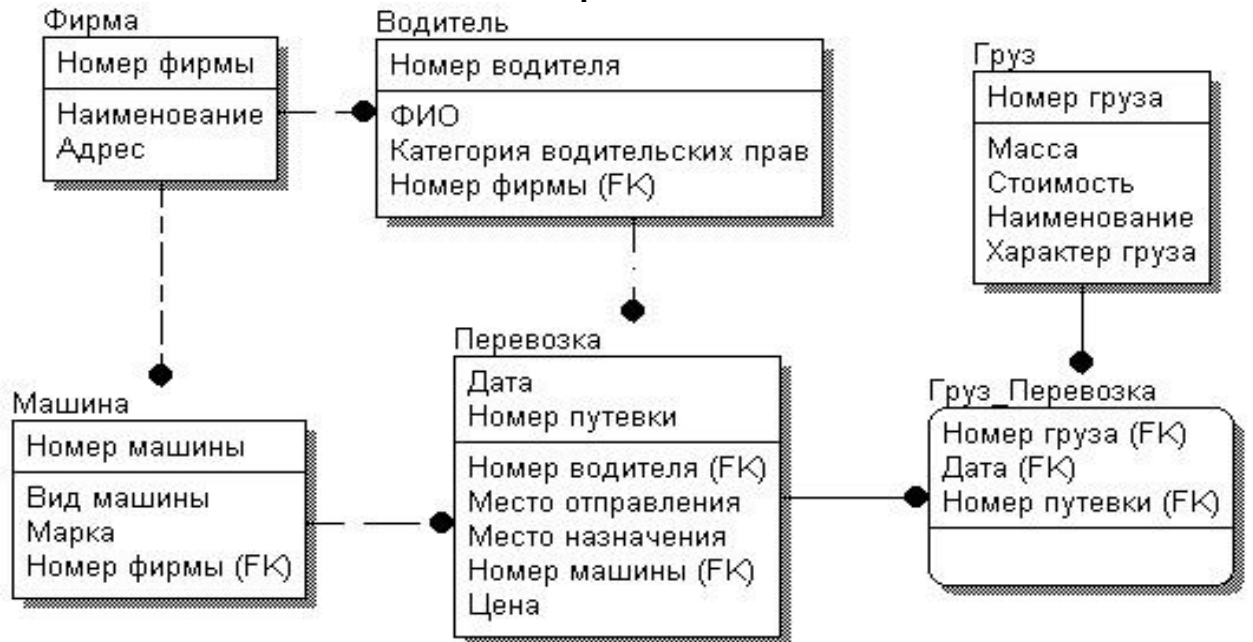 Фирма
Номер фирмы
Наименование
Адрес
Водитель
Номер водителя
ФИО
Категория водительских прав
Номер фирмы (FK)
Груз
Номер груза
Масса
Стоимость
Наименование
Характер груза
Машина
Номер машины
Вид машины
Марка
Номер фирмы (FK)
Перевозка
Дата
Номер путевки
Номер водителя (FK)
Место отправления
Место назначения
Номер машины (FK)
Цена
Груз_Перевозка
Номер груза (FK)
Дата (FK)
Номер путевки (FK)